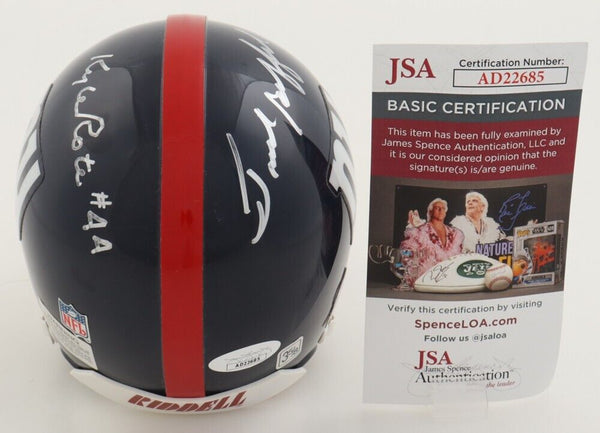 Kyle Rote #44
NFL
AD22685
RIDDELL
JSA
Certification Number:
AD22685
BASIC CERTIFICATION
This item has been fully examined by
James Spence Authentication,
LLC and it is our considered opinion that the
signature(s) is/are genuine.
NATURE
JETS
Verify this certification by visiting
SpenceLOA.com
Follow us @jsaloa
JSA
James Spence
Authentication
the leader